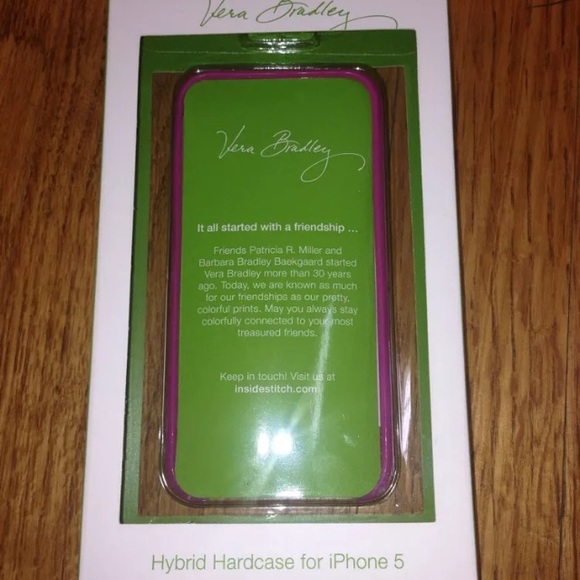 Vera Bradley
Vera Bradley
It all started with a friendship ...
Friends Patricia R. Miller and
Barbara Bradley Baekgaard started
Vera Bradley more than 30 years
ago. Today, we are known as much
for our friendships as our pretty,
colorful prints. May you always stay
colorfully connected to your most
treasured friends.
Keep in touch! Visit us at
insidestitch.com.
Hybrid Hardcase for iPhone 5